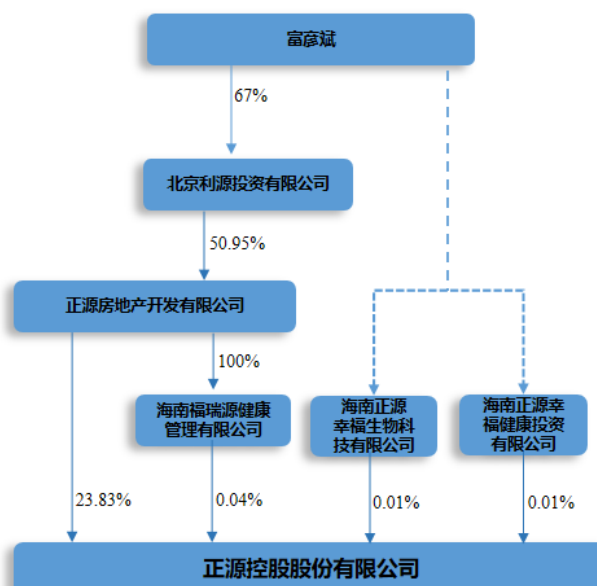 富彦斌
67%
北京利源投资有限公司
50.95%
正源房地产开发有限公司
100%
海南福瑞源健康
管理有限公司
海南正源
幸福生物科
技有限公司
海南正源幸
福健康投资
有限公司
23.83%
0.04%
0.01%
0.01%
正源控股股份有限公司